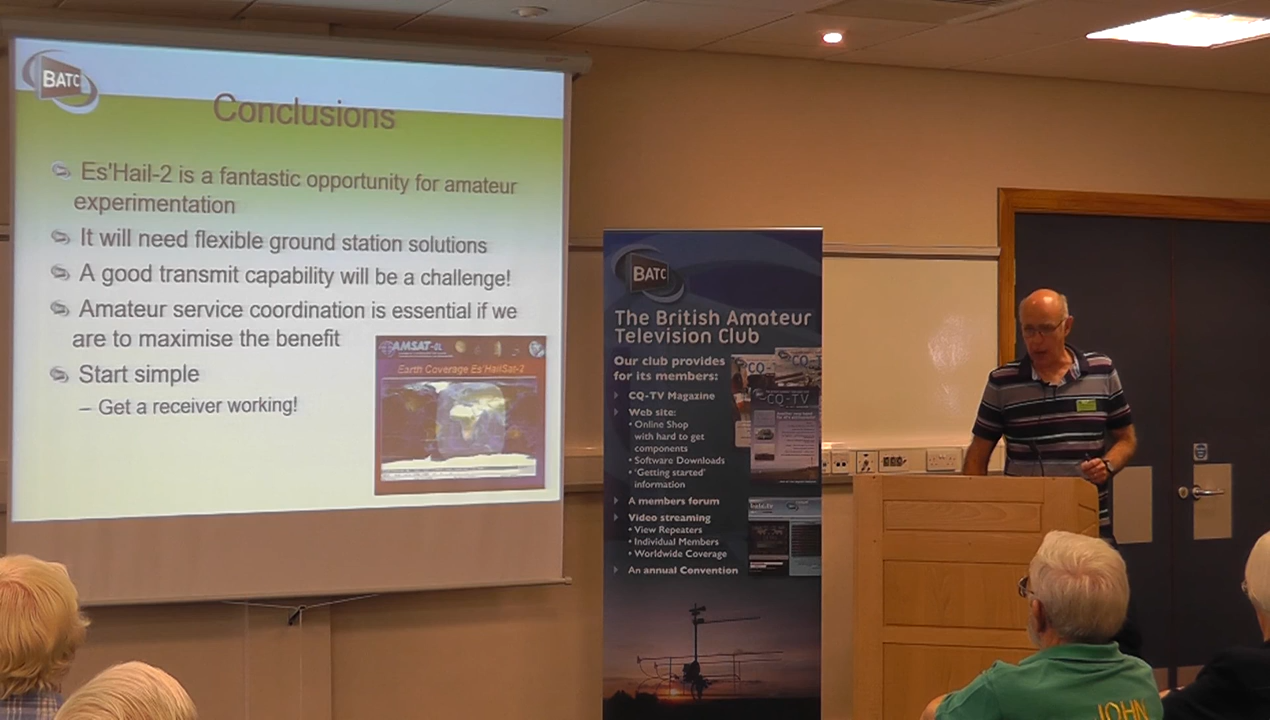 BATC
Conclusions
Es'Hail-2 is a fantastic opportunity for amateur
experimentation
It will need flexible ground station solutions
A good transmit capability will be a challenge!
Amateur service coordination is essential if we
are to maximise the benefit
Start simple
– Get a receiver working!
AMSAT-DL
Earth Coverage Es'HailSat-2
BATC
The British Amateur
Television Club
Our club provides
for its members:
CQ-TV Magazine
Web site:
• Online Shop
with hard to get
components
• Software Downloads
• 'Getting started'
information
A members forum
Video streaming
• View Repeaters
• Individual Members
• Worldwide Coverage
An annual Convention
CQ-TV
JOHN